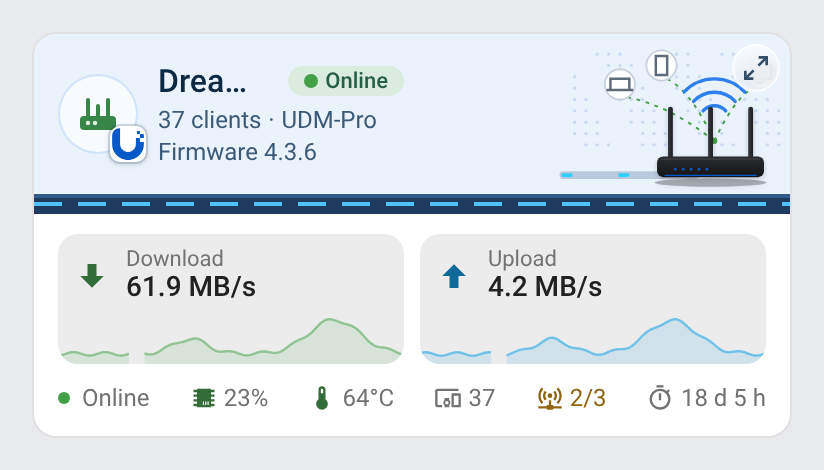 Drea...
Online
37 clients · UDM-Pro
Firmware 4.3.6
Download
61.9 MB/s
Upload
4.2 MB/s
Online
23%
64°C
37
2/3
18 d 5 h